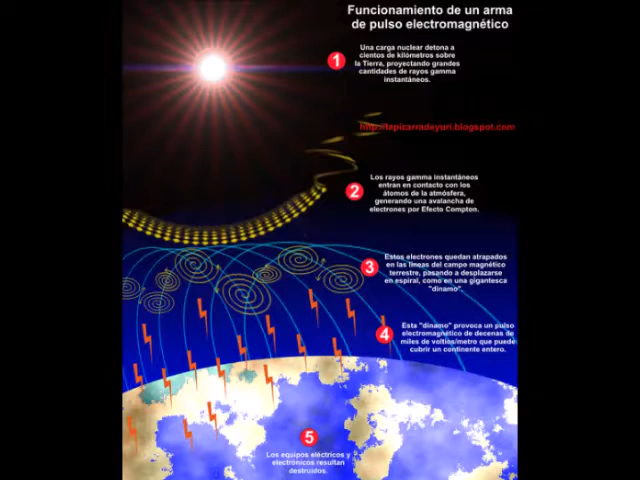 Funcionamiento de un arma
de pulso electromagnético
1
Una carga nuclear detona a
cientos de kilómetros sobre
la Tierra, proyectando grandes
cantidades de rayos gamma
instantáneos.
http://lapizarradeyuri.blogspot.com
2
Los rayos gamma instantáneos
entran en contacto con los
átomos de la atmósfera,
generando una avalancha de
electrones por Efecto Compton.
3
Estos electrones quedan atrapados
en las líneas del campo magnético
terrestre, pasando a desplazarse
en espiral, como en una gigantesca
"dinamo".
4
Esta "dinamo" provoca un pulso
electromagnético de decenas de
miles de voltios/metro que puede
cubrir un continente entero.
5
Los equipos eléctricos y
electrónicos resultan
destruidos.